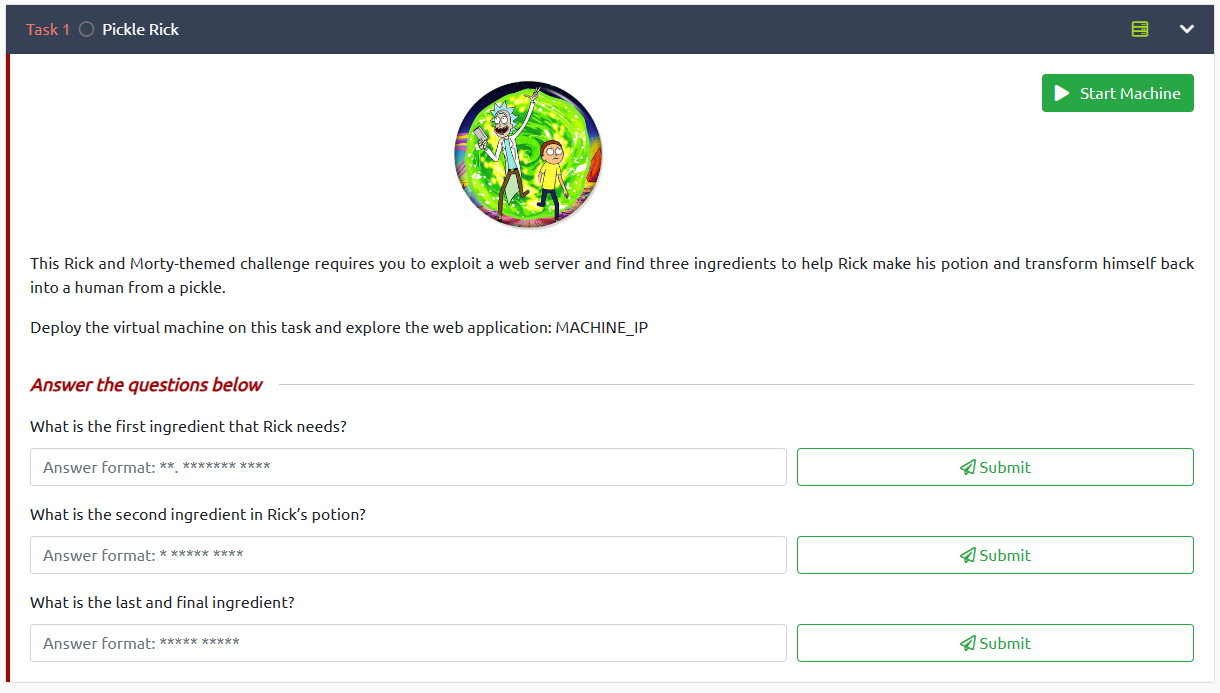 Task 1 Pickle Rick
Start Machine
This Rick and Morty-themed challenge requires you to exploit a web server and find three ingredients to help Rick make his potion and transform himself back
into a human from a pickle.
Deploy the virtual machine on this task and explore the web application: MACHINE_IP
Answer the questions below
What is the first ingredient that Rick needs?
Answer format: **. ******* **** Submit
What is the second ingredient in Rick’s potion?
Answer format: * ***** **** Submit
What is the last and final ingredient?
Answer format: ***** ***** Submit